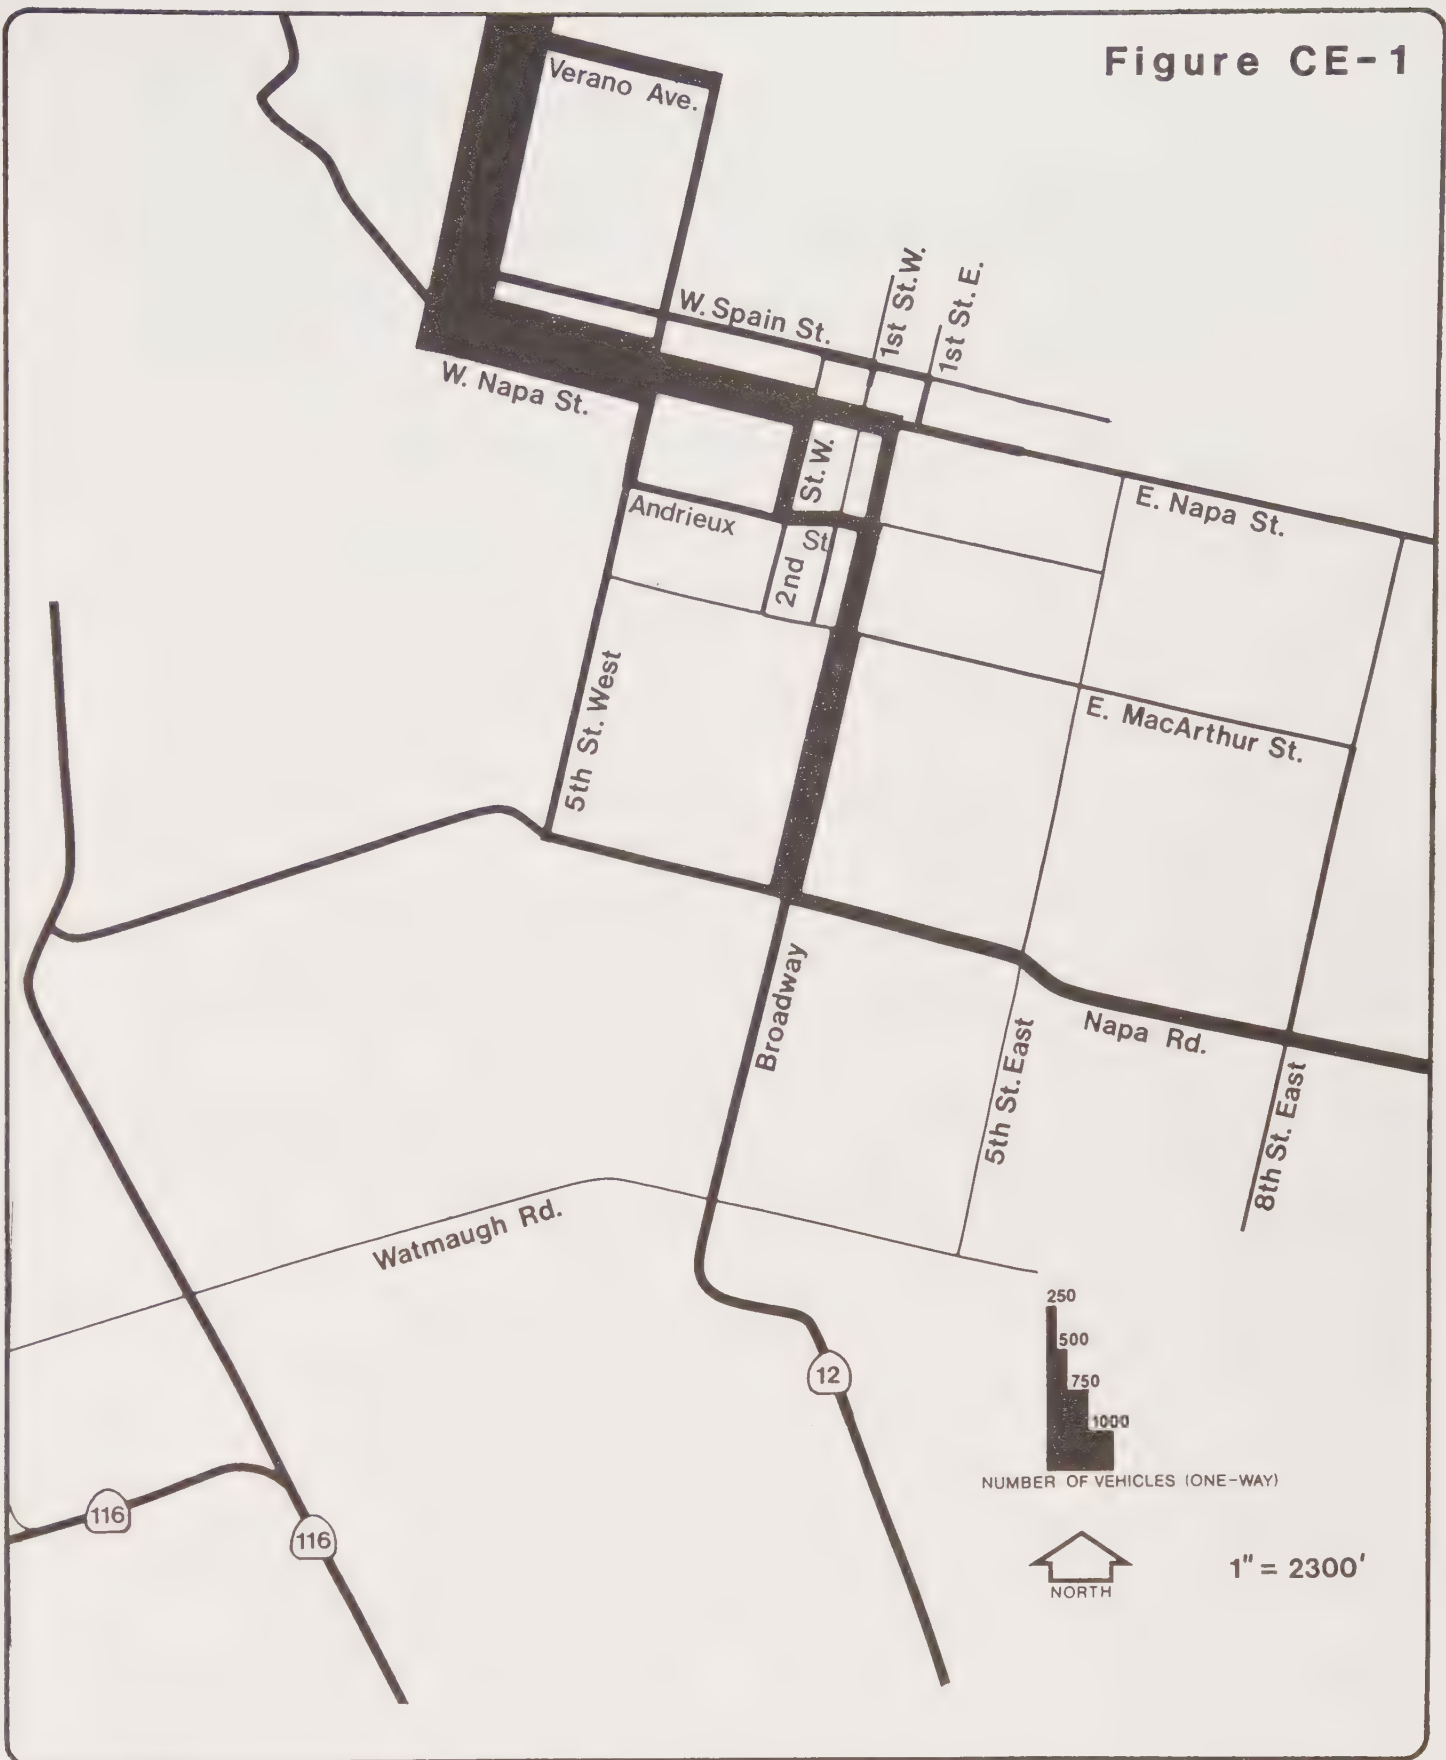 Figure CE-1
Verano Ave.
W. Spain St.
1st St. W.
1st St. E.
W. Napa St.
St. W.
2nd
Andrieux
St
E. Napa St.
5th St. West
E. MacArthur St.
Broadway
Napa Rd.
5th St. East
8th St. East
Watmaugh Rd.
12
116
116
250
500
750
1000
NUMBER OF VEHICLES (ONE-WAY)
NORTH
1" = 2300'